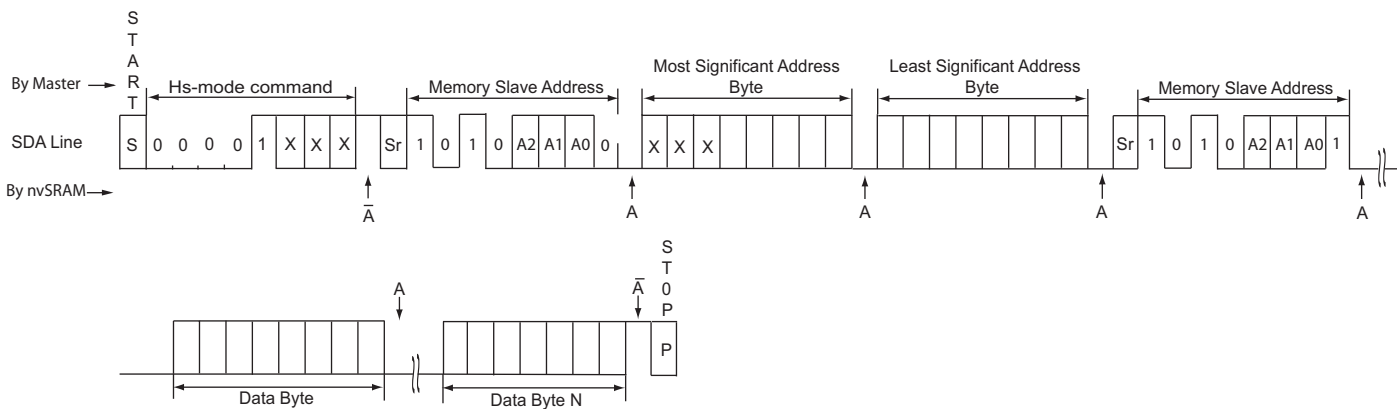 START
By Master
Hs-mode command
Memory Slave Address
Most Significant Address
Byte
Least Significant Address
Byte
Memory Slave Address
SDA Line
S 0 0 0 0 1 X X X Sr 1 0 1 0 A2 A1 A0 0 X X X Sr 1 0 1 0 A2 A1 A0 1
By nvSRAM
A̅ A A A A
A A̅
ST0P
P
Data Byte
Data Byte N